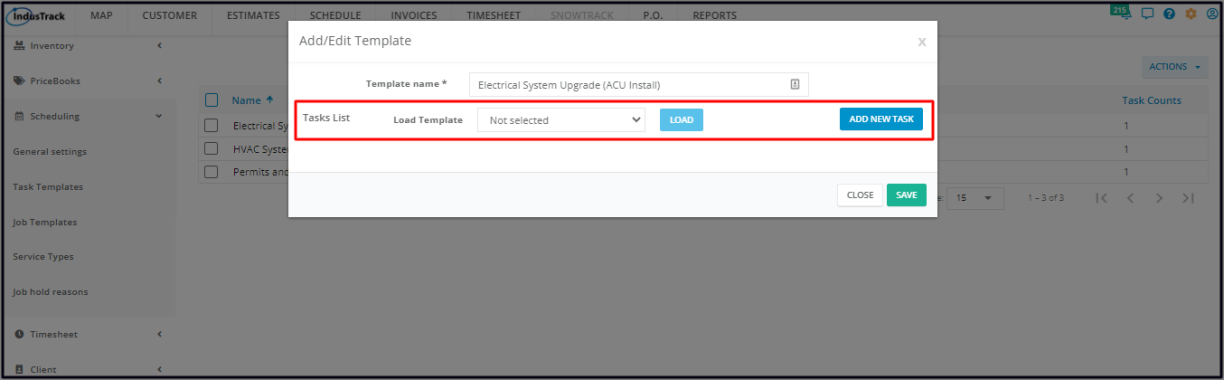 IndusTrack MAP CUSTOMER ESTIMATES SCHEDULE INVOICES TIMESHEET SNOWTRACK P.O. REPORTS 215
Add/Edit Template x
Inventory
PriceBooks
Scheduling
General settings
Task Templates
Job Templates
Service Types
Job hold reasons
Timesheet
Client
ACTIONS
Template name * Electrical System Upgrade (ACU Install)
Name Task Counts
Tasks List Load Template Not selected LOAD ADD NEW TASK
Electrical Sy 1
HVAC Syste 1
Permits and 1
CLOSE SAVE
e: 15 1 – 3 of 3